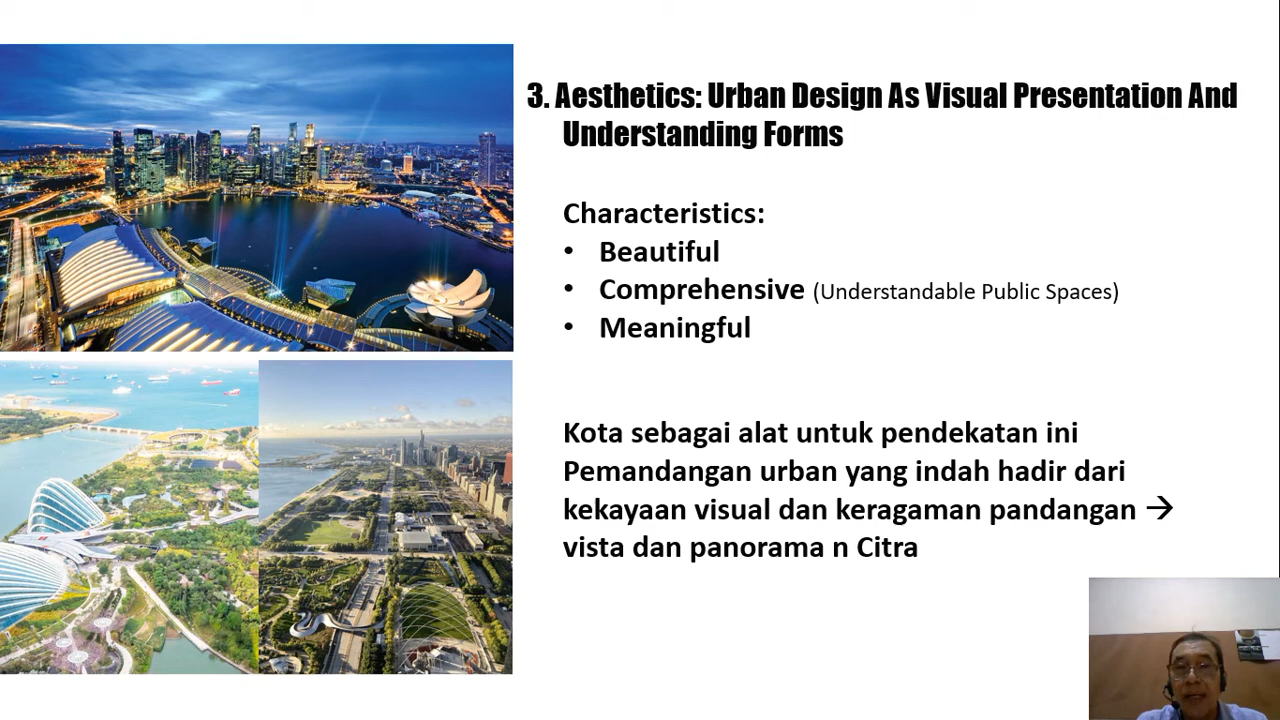 3. Aesthetics: Urban Design As Visual Presentation And
Understanding Forms
Characteristics:
• Beautiful
• Comprehensive (Understandable Public Spaces)
• Meaningful
Kota sebagai alat untuk pendekatan ini
Pemandangan urban yang indah hadir dari
kekayaan visual dan keragaman pandangan →
vista dan panorama n Citra